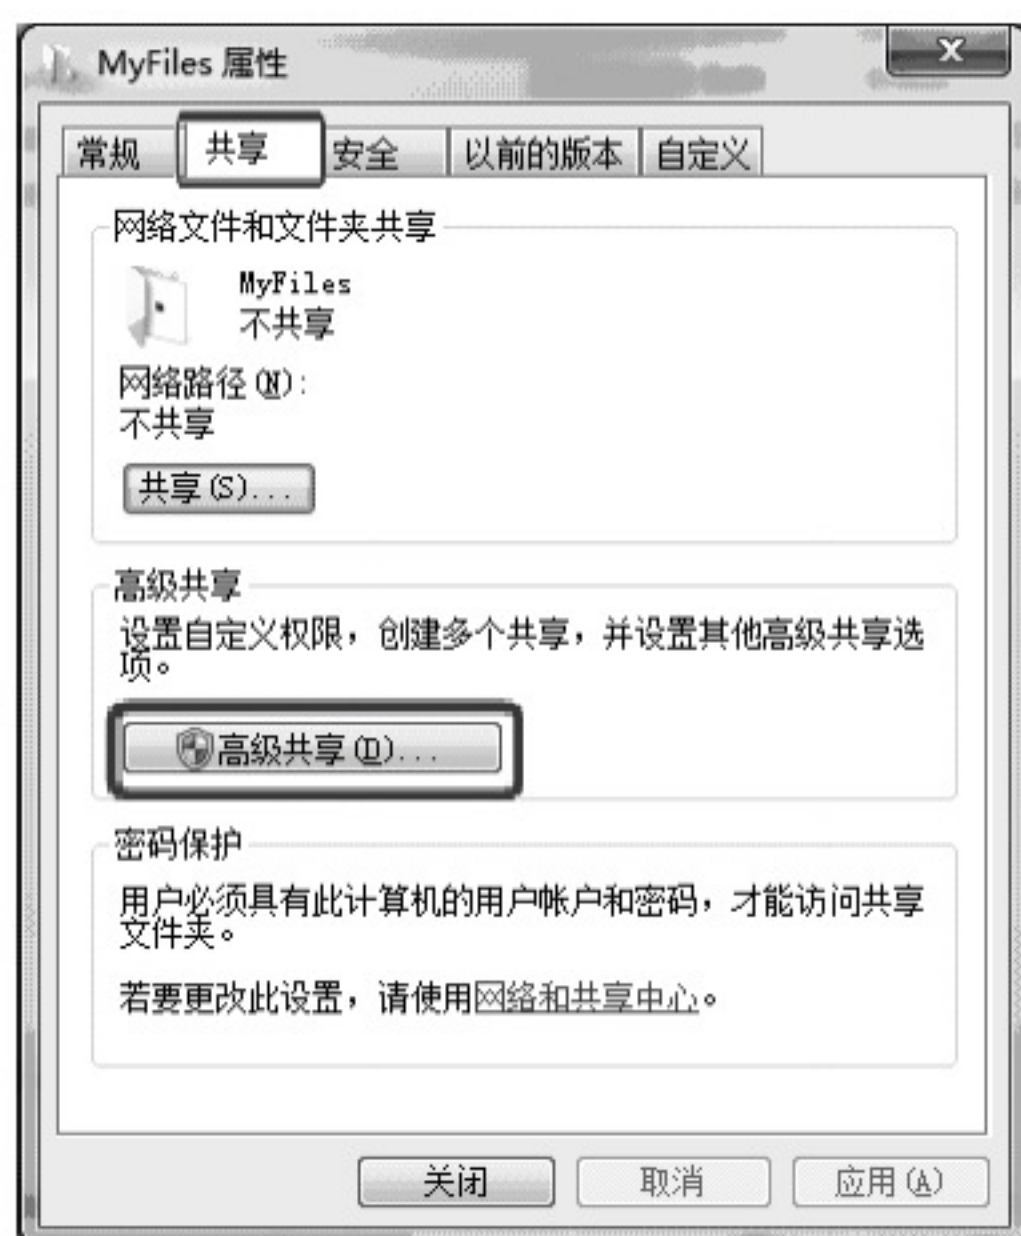 MyFiles 属性
常规 共享 安全 以前的版本 自定义
网络文件和文件夹共享
MyFiles
不共享
网络路径(N):
不共享
共享(S)...
高级共享
设置自定义权限，创建多个共享，并设置其他高级共享选
项。
高级共享(D)...
密码保护
用户必须具有此计算机的用户帐户和密码，才能访问共享
文件夹。
若要更改此设置，请使用网络和共享中心。
关闭 取消 应用(A)